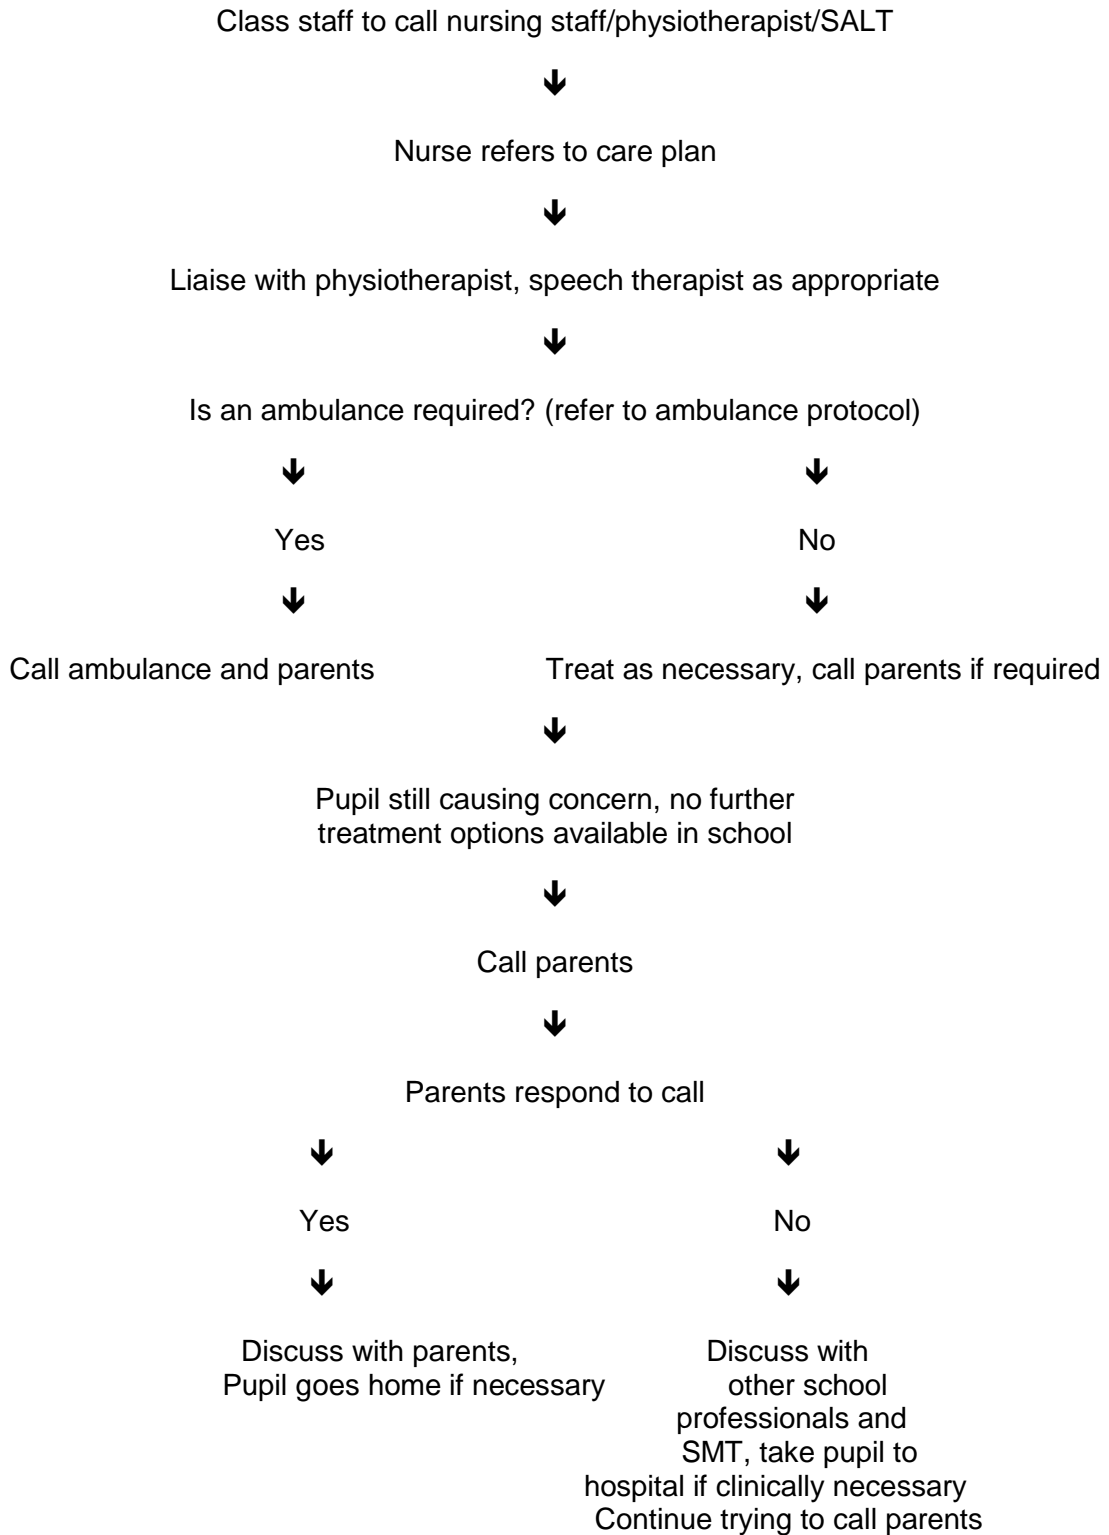 Class staff to call nursing staff/physiotherapist/SALT
Nurse refers to care plan
Liaise with physiotherapist, speech therapist as appropriate
Is an ambulance required? (refer to ambulance protocol)
Yes
No
Call ambulance and parents
Treat as necessary, call parents if required
Pupil still causing concern, no further
treatment options available in school
Call parents
Parents respond to call
Yes
No
Discuss with parents,
Pupil goes home if necessary
Discuss with
other school
professionals and
SMT, take pupil to
hospital if clinically necessary
Continue trying to call parents